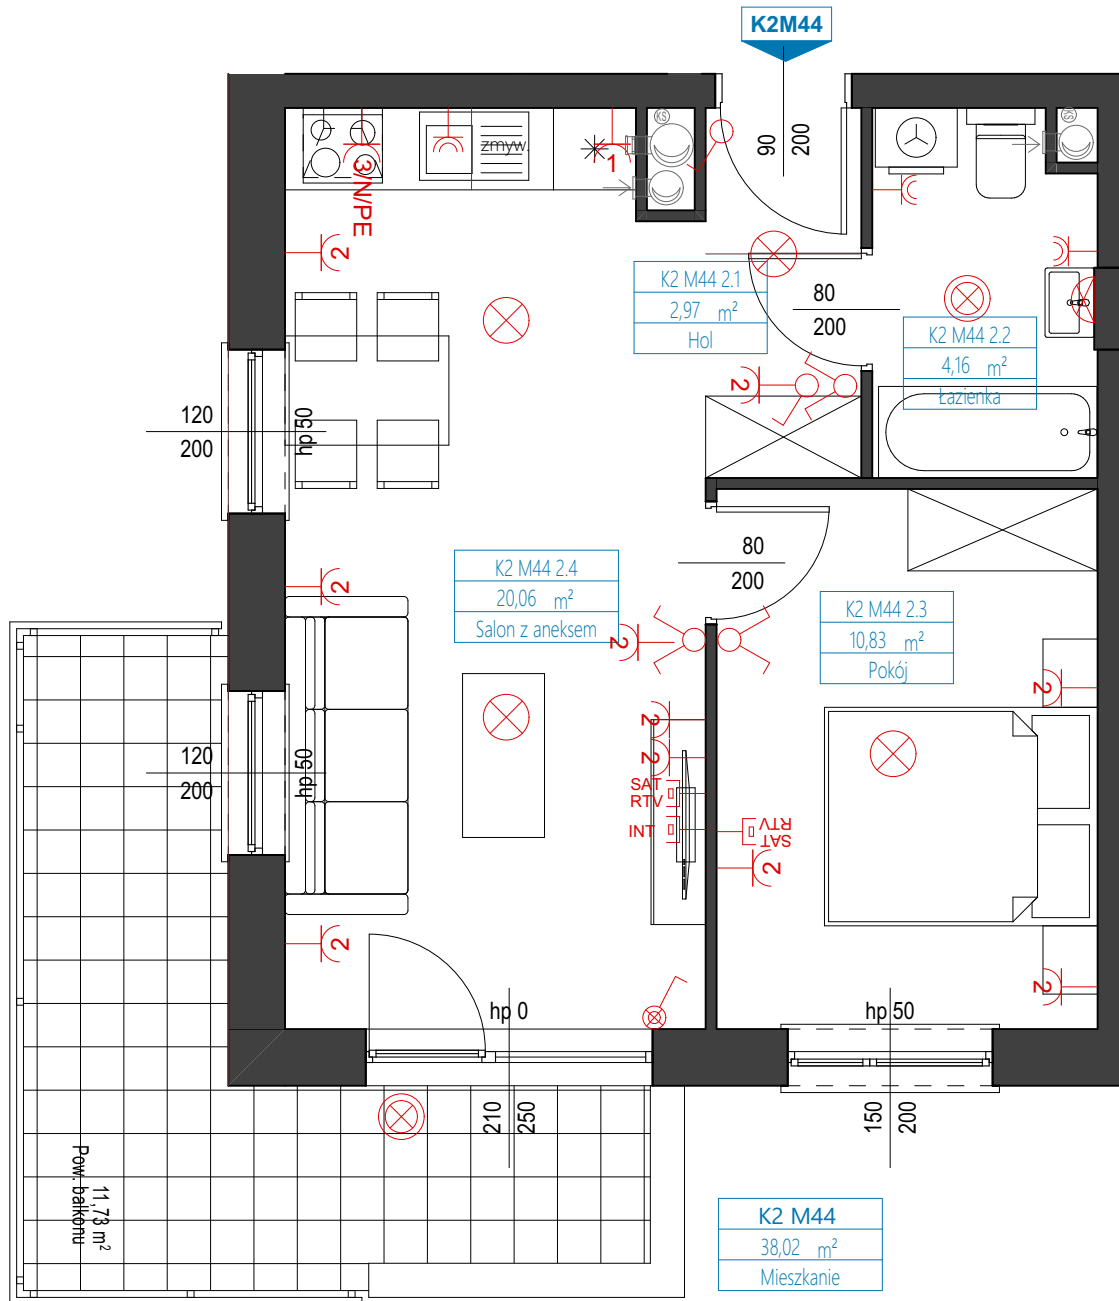 K2M44
90
200
KS
KS
zmyw.
1
3/N/PE
2
K2 M44 2.1
2,97 m²
Hol
80
200
K2 M44 2.2
4,16 m²
Łazienka
2
120
200
hp 50
80
200
2
K2 M44 2.4
20,06 m²
Salon z aneksem
2
K2 M44 2.3
10,83 m²
Pokój
2
2
2
120
200
hp 50
SAT
RTV
INT
SAT
RTV
2
2
2
hp 0
hp 50
210
250
150
200
Pow. balkonu
11,73 m²
K2 M44
38,02 m²
Mieszkanie